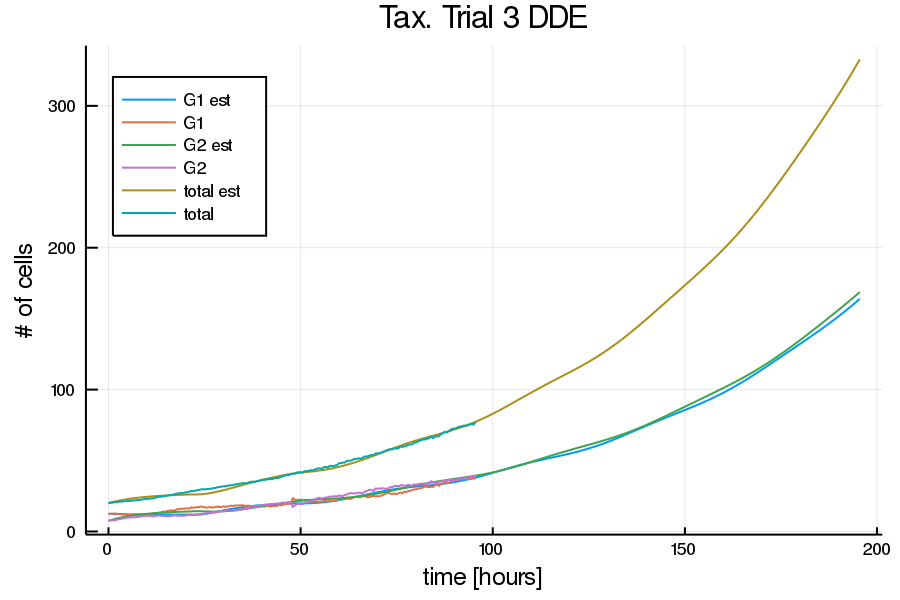 Tax. Trial 3 DDE
G1 est
G1
G2 est
G2
total est
total
300
200
100
0
# of cells
0
50
100
150
200
time [hours]